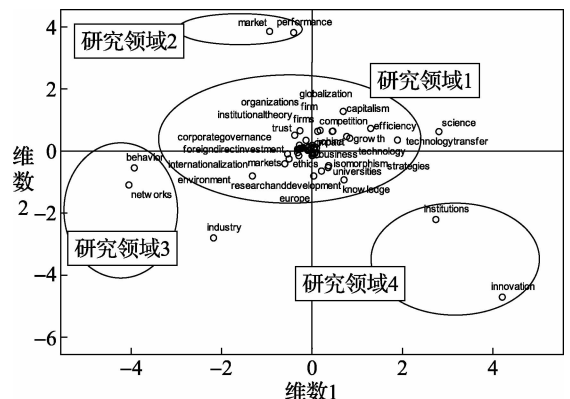 4
market performance
研究领域2
研究领域1
2
globalization
organizations
firm
capitalism
institutionaltheory
firms
competition
efficiency
science
trust
corporategovernance
impact
growth
technologytransfer
0
foreigndirectinvestment
business
technology
behavior
internationalization
markets
ethics
isomorphism
strategies
environment
universities
networks
researchanddevelopment
knowledge
europe
维数2
−2
institutions
industry
研究领域3
研究领域4
−4
innovation
−6
−4 −2 0 2 4
维数1